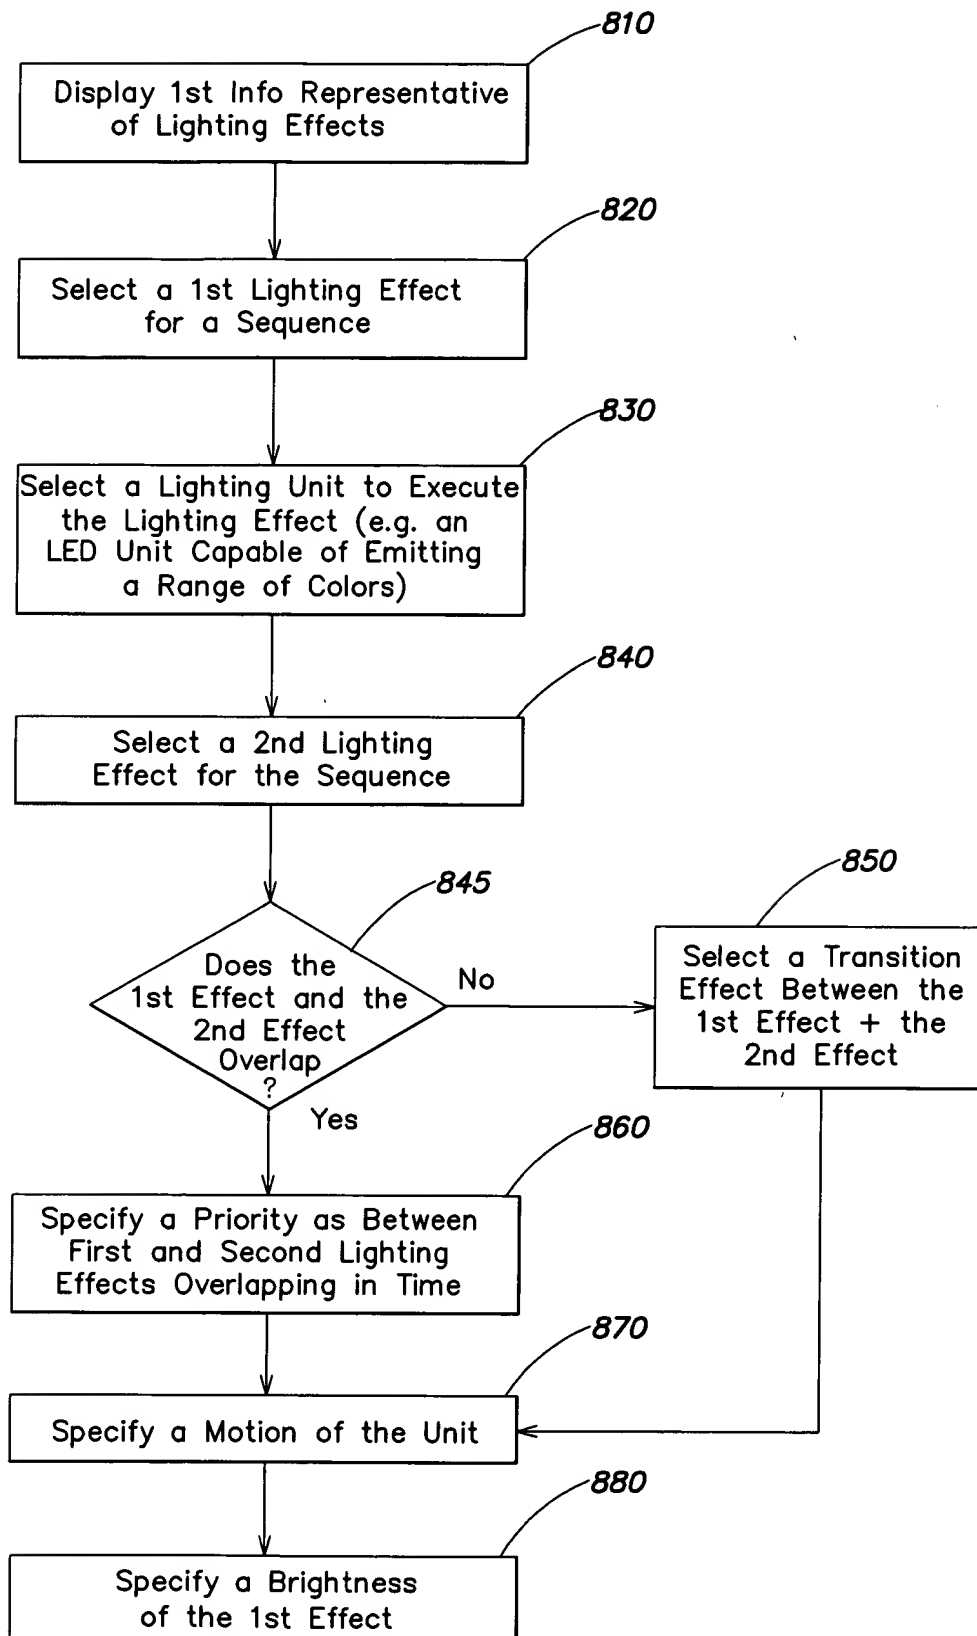 810
Display 1st Info Representative
of Lighting Effects
820
Select a 1st Lighting Effect
for a Sequence
830
Select a Lighting Unit to Execute
the Lighting Effect (e.g. an
LED Unit Capable of Emitting
a Range of Colors)
840
Select a 2nd Lighting
Effect for the Sequence
845
Does the
1st Effect and the
2nd Effect
Overlap
?
No
Yes
850
Select a Transition
Effect Between the
1st Effect + the
2nd Effect
860
Specify a Priority as Between
First and Second Lighting
Effects Overlapping in Time
870
Specify a Motion of the Unit
880
Specify a Brightness
of the 1st Effect